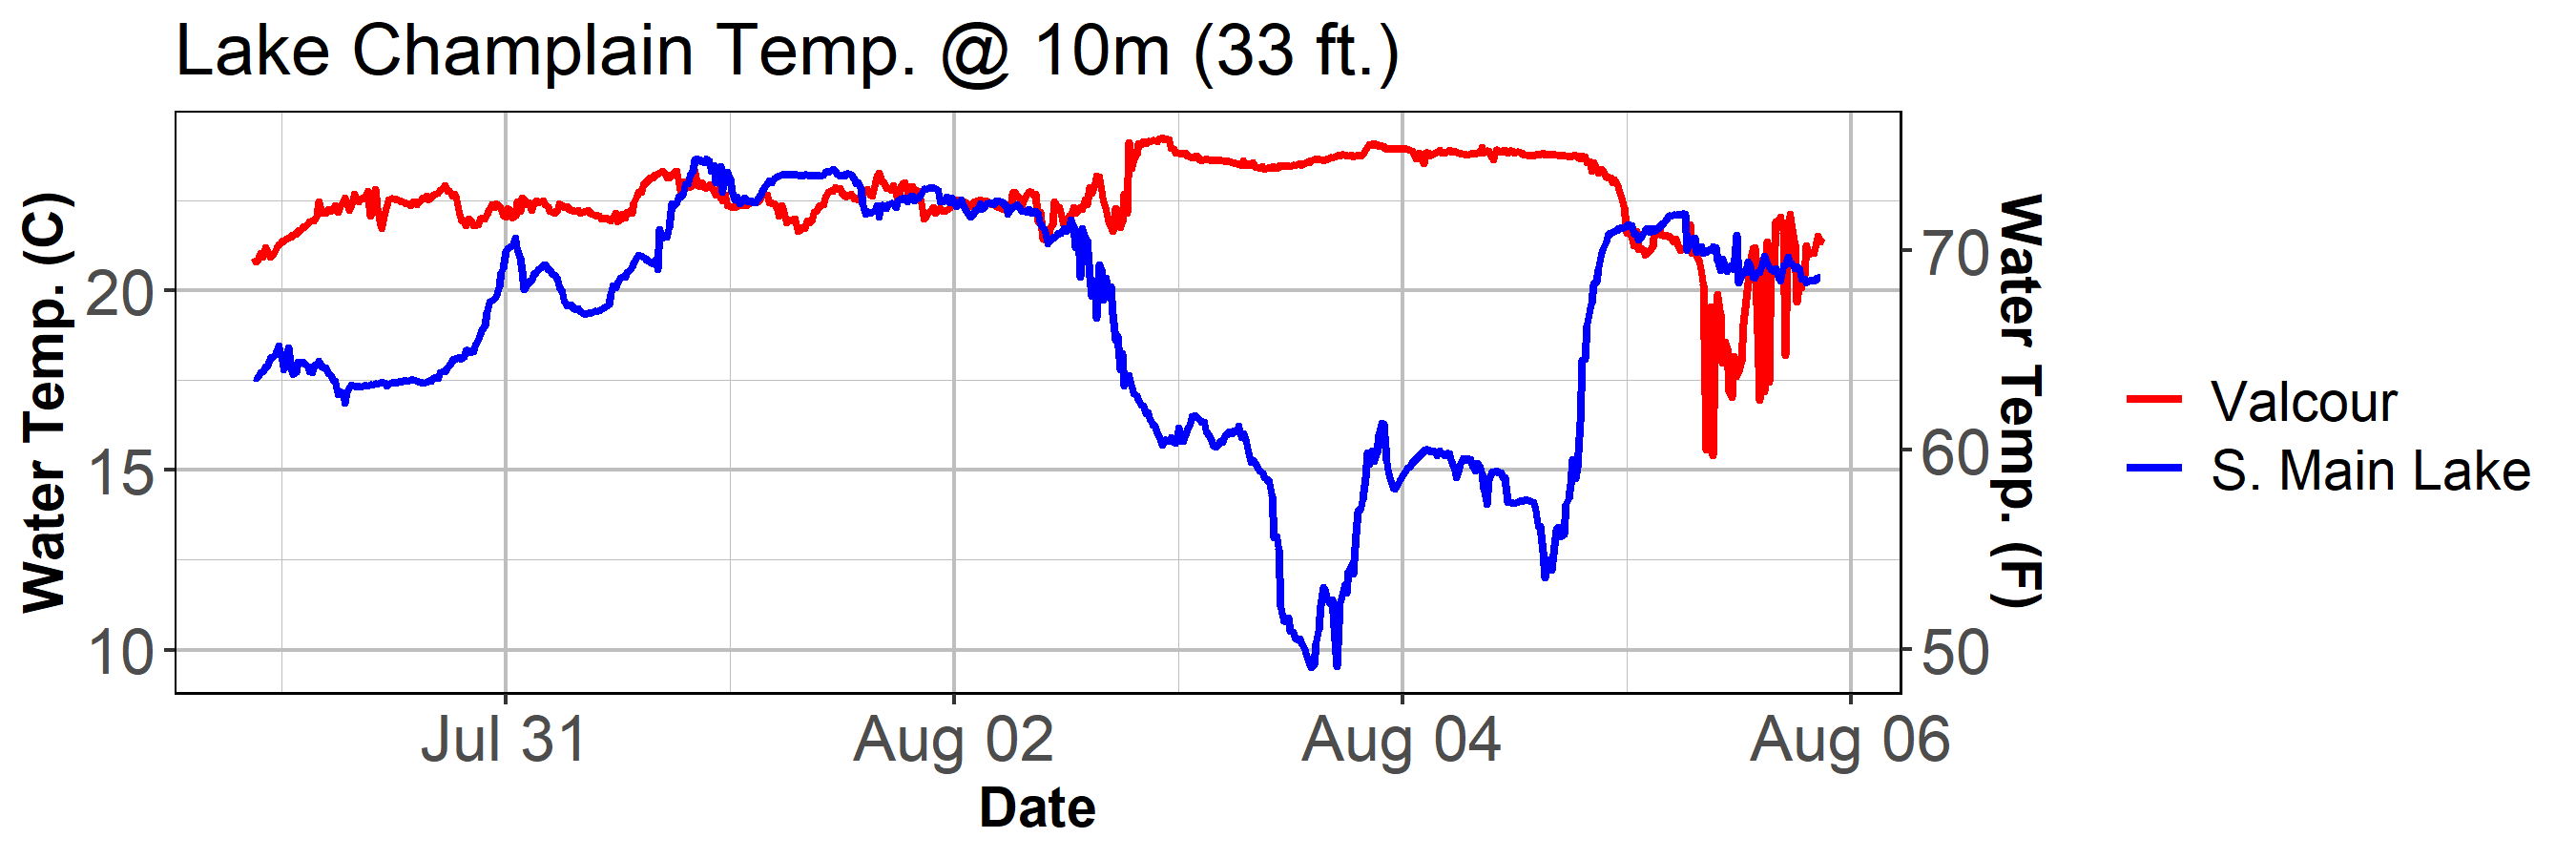 Lake Champlain Temp. @ 10m (33 ft.)
Water Temp. (C)
20
15
10
70
60
50
Water Temp. (F)
Jul 31
Aug 02
Aug 04
Aug 06
Date
Valcour
S. Main Lake